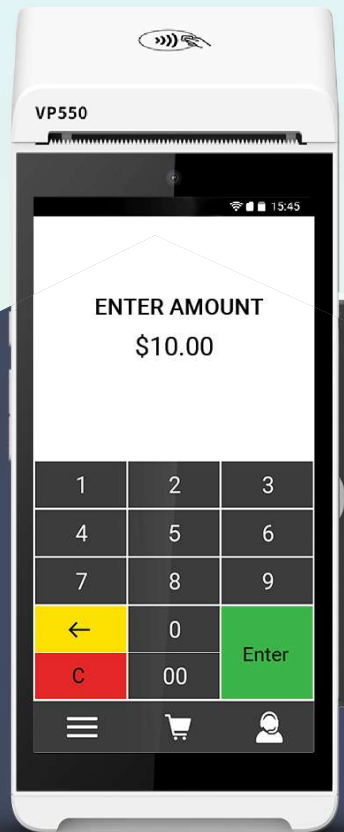 VP550
15:45
ENTER AMOUNT
$10.00
1 2 3
4 5 6
7 8 9
← 0 Enter
C 00